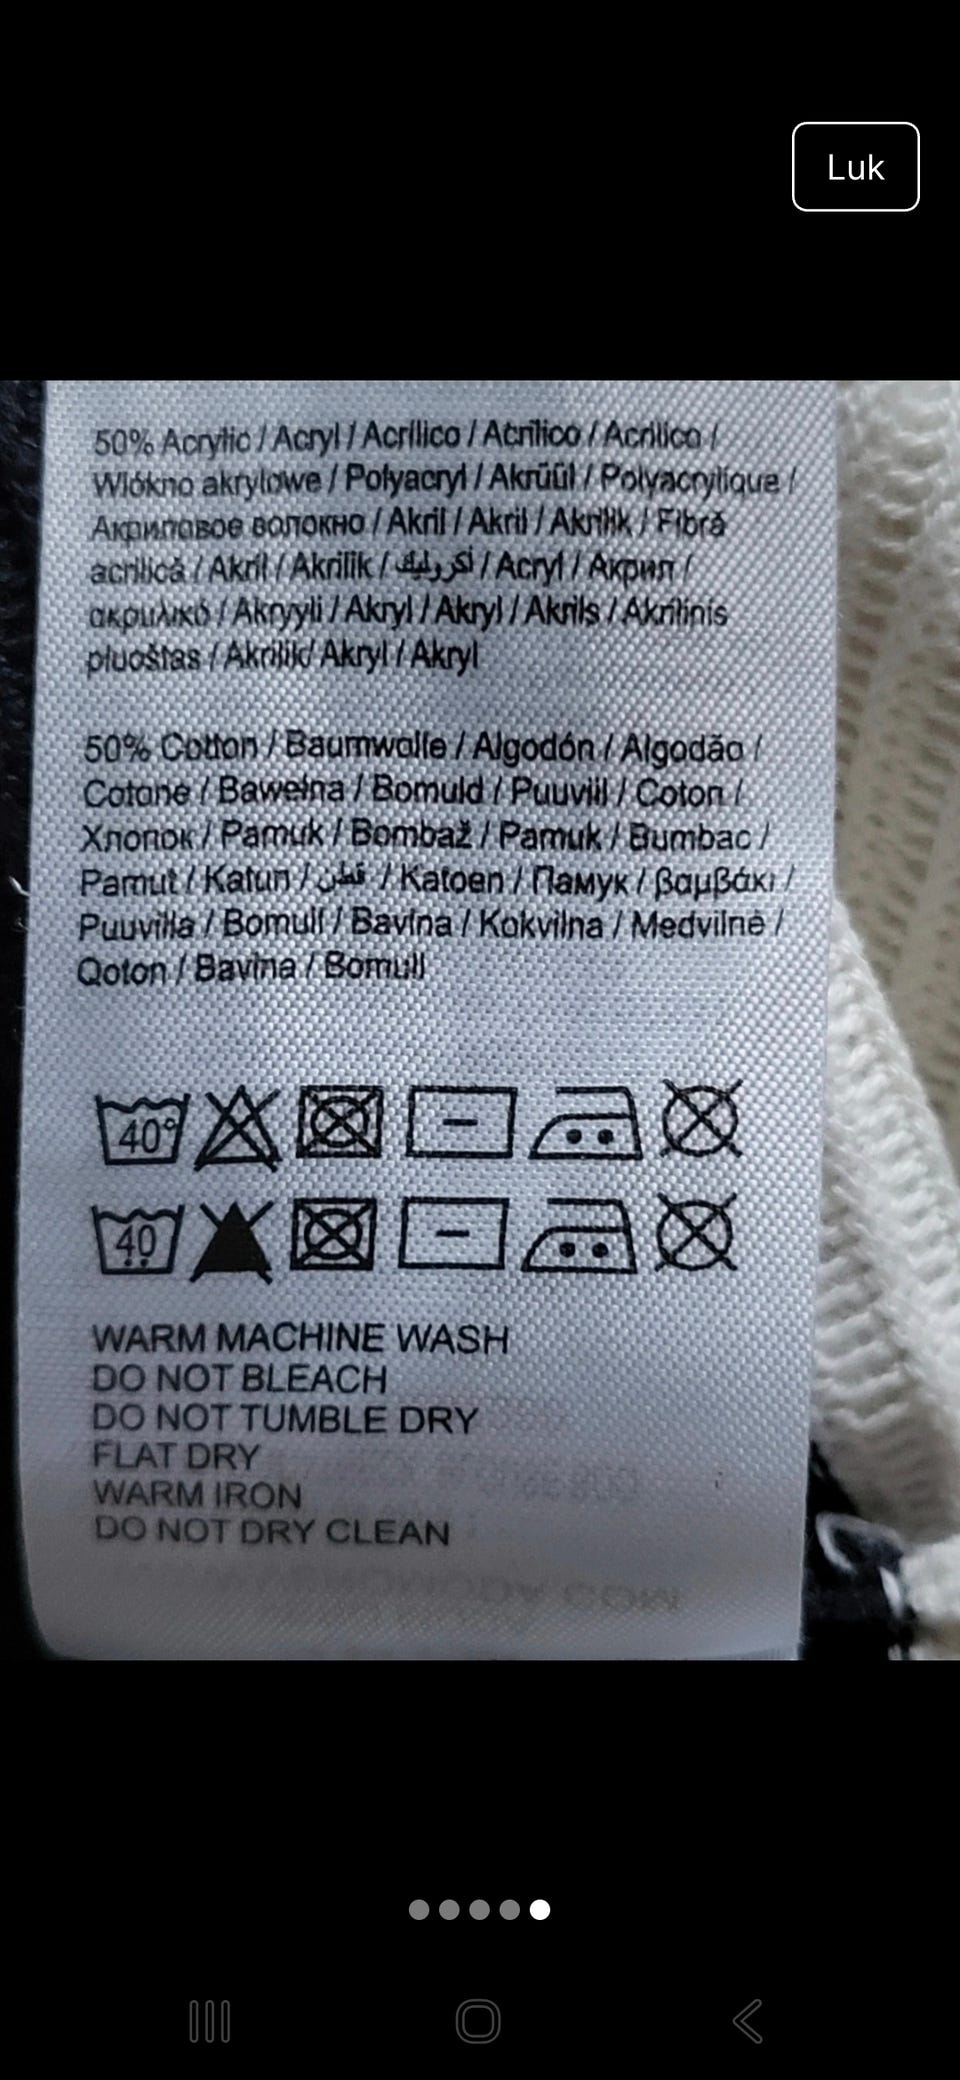 Luk
50% Acrylic / Acryl / Acrílico / Acrílico / Acrilico /
Włókno akrylowe / Polyacryl / Akrüül / Polyacrylique /
Акриловое волокно / Akril / Akril / Akrilik / Fibră
acrilică / Akril / Akrilik / أكريليك / Acryl / Акрил /
ακρυλικό / Akryyli / Akryl / Akryl / Akrils / Akrilinis
pluoštas / Akrilik/ Akryl / Akryl
50% Cotton / Baumwolle / Algodón / Algodão /
Cotone / Bawełna / Bomuld / Puuvill / Coton /
Хлопок / Pamuk / Bombaž / Pamuk / Bumbac /
Pamut / Katun / قطن / Katoen / Памук / βαμβάκι /
Puuvilla / Bomull / Bavlna / Kokvilna / Medvilnė /
Qoton / Bavlna / Bomull
40°
40
WARM MACHINE WASH
DO NOT BLEACH
DO NOT TUMBLE DRY
FLAT DRY
WARM IRON
DO NOT DRY CLEAN